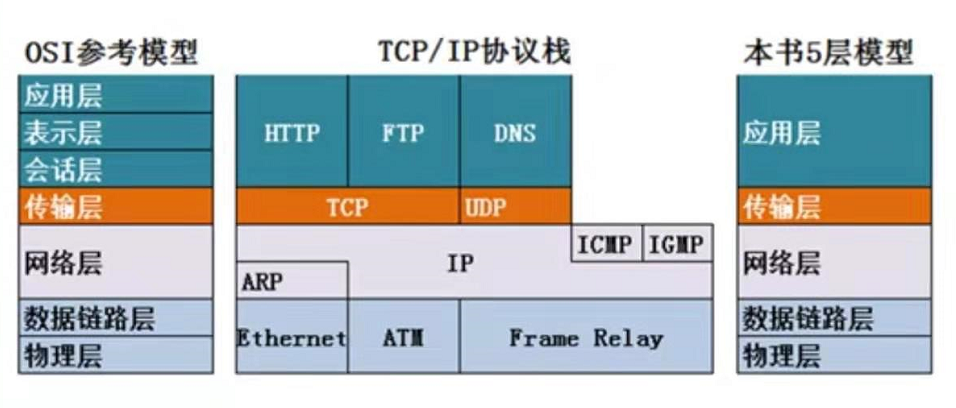 OSI参考模型
TCP/IP协议栈
本书5层模型
应用层
表示层
会话层
传输层
网络层
数据链路层
物理层
HTTP
FTP
DNS
TCP
UDP
ICMP
IGMP
IP
ARP
Ethernet
ATM
Frame Relay
应用层
传输层
网络层
数据链路层
物理层